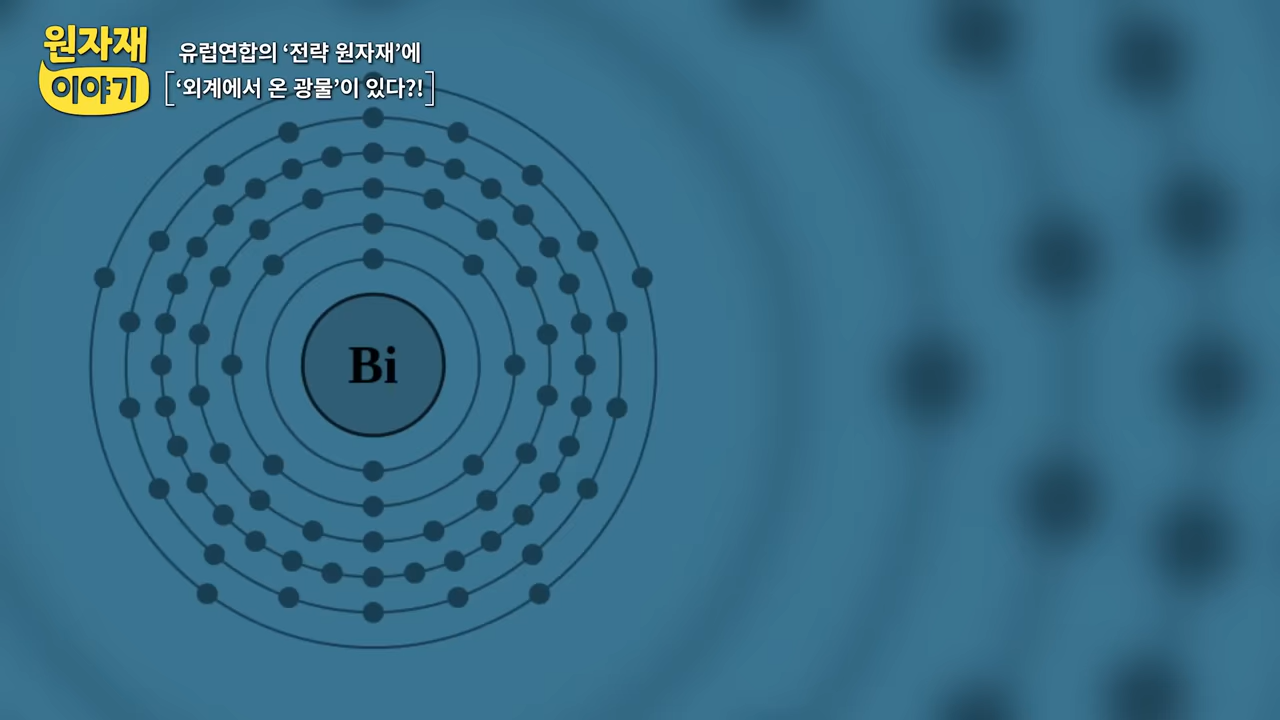 원자재
이야기
유럽연합의 ‘전략 원자재’에
[‘외계에서 온 광물’이 있다?!]
Bi